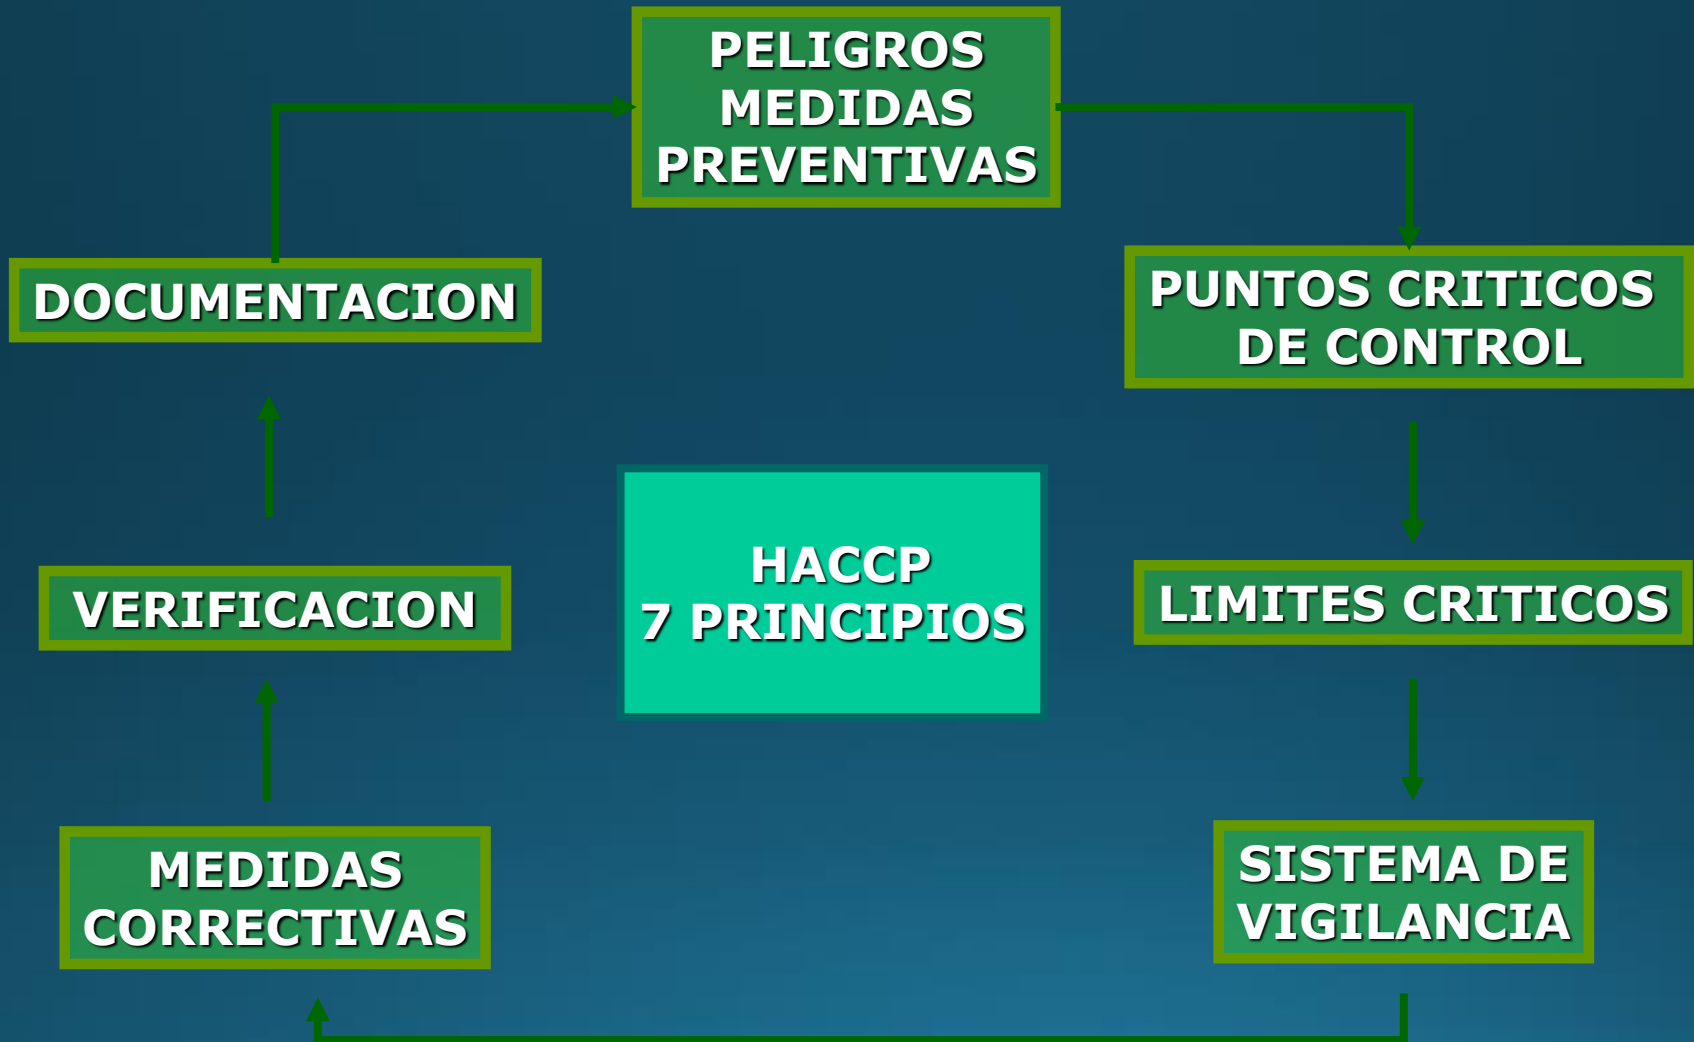 PELIGROS
MEDIDAS
PREVENTIVAS
DOCUMENTACION
PUNTOS CRITICOS
DE CONTROL
HACCP
7 PRINCIPIOS
VERIFICACION
LIMITES CRITICOS
MEDIDAS
CORRECTIVAS
SISTEMA DE
VIGILANCIA